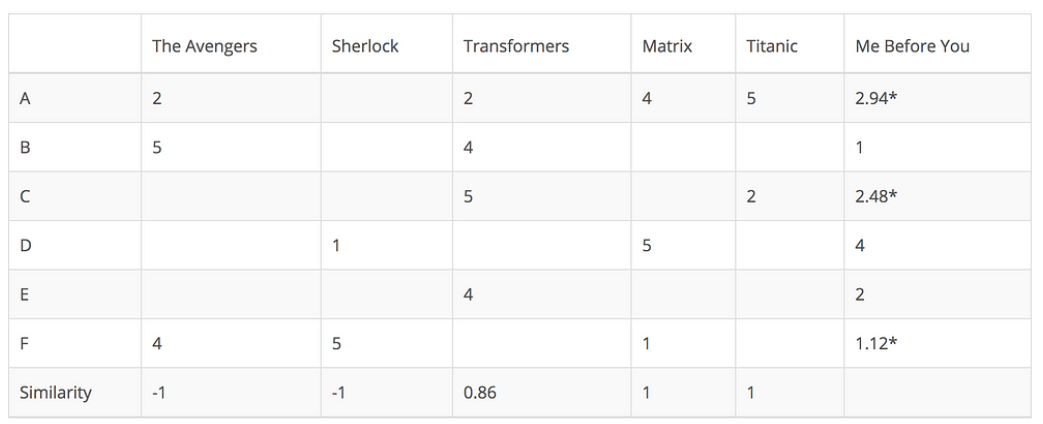 The Avengers Sherlock Transformers Matrix Titanic Me Before You
A 2 2 4 5 2.94*
B 5 4 1
C 5 2 2.48*
D 1 5 4
E 4 2
F 4 5 1 1.12*
Similarity -1 -1 0.86 1 1